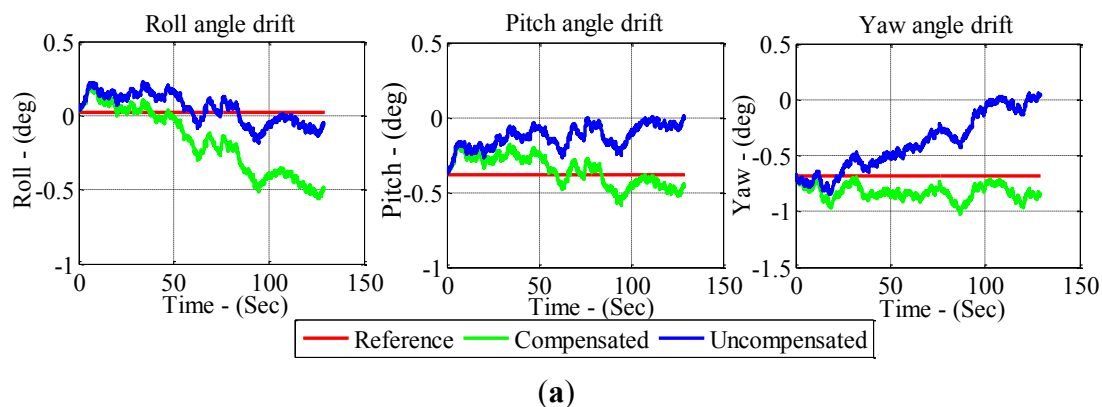 Roll angle drift
Pitch angle drift
Yaw angle drift
0.5
0
-0.5
-1
Roll - (deg)
0 50 100 150
Time - (Sec)
0.5
0
-0.5
-1
Pitch - (deg)
0 50 100 150
Time - (Sec)
0.5
0
-0.5
-1
-1.5
Yaw - (deg)
0 50 100 150
Time - (Sec)
Reference Compensated Uncompensated
(a)